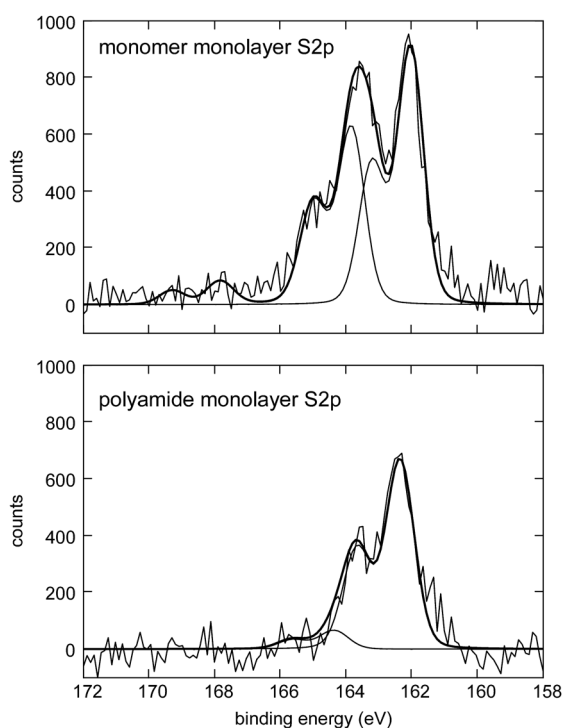 1000
monomer monolayer S2p
800
600
counts
400
200
0
1000
polyamide monolayer S2p
800
600
counts
400
200
0
172 170 168 166 164 162 160 158
binding energy (eV)